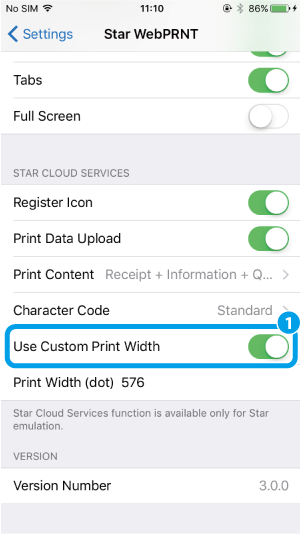 No SIM 11:10 86%
Settings Star WebPRNT
Tabs
Full Screen
STAR CLOUD SERVICES
Register Icon
Print Data Upload
Print Content Receipt + Information + Q...
Character Code Standard
1
Use Custom Print Width
Print Width (dot) 576
Star Cloud Services function is available only for Star
emulation.
VERSION
Version Number 3.0.0